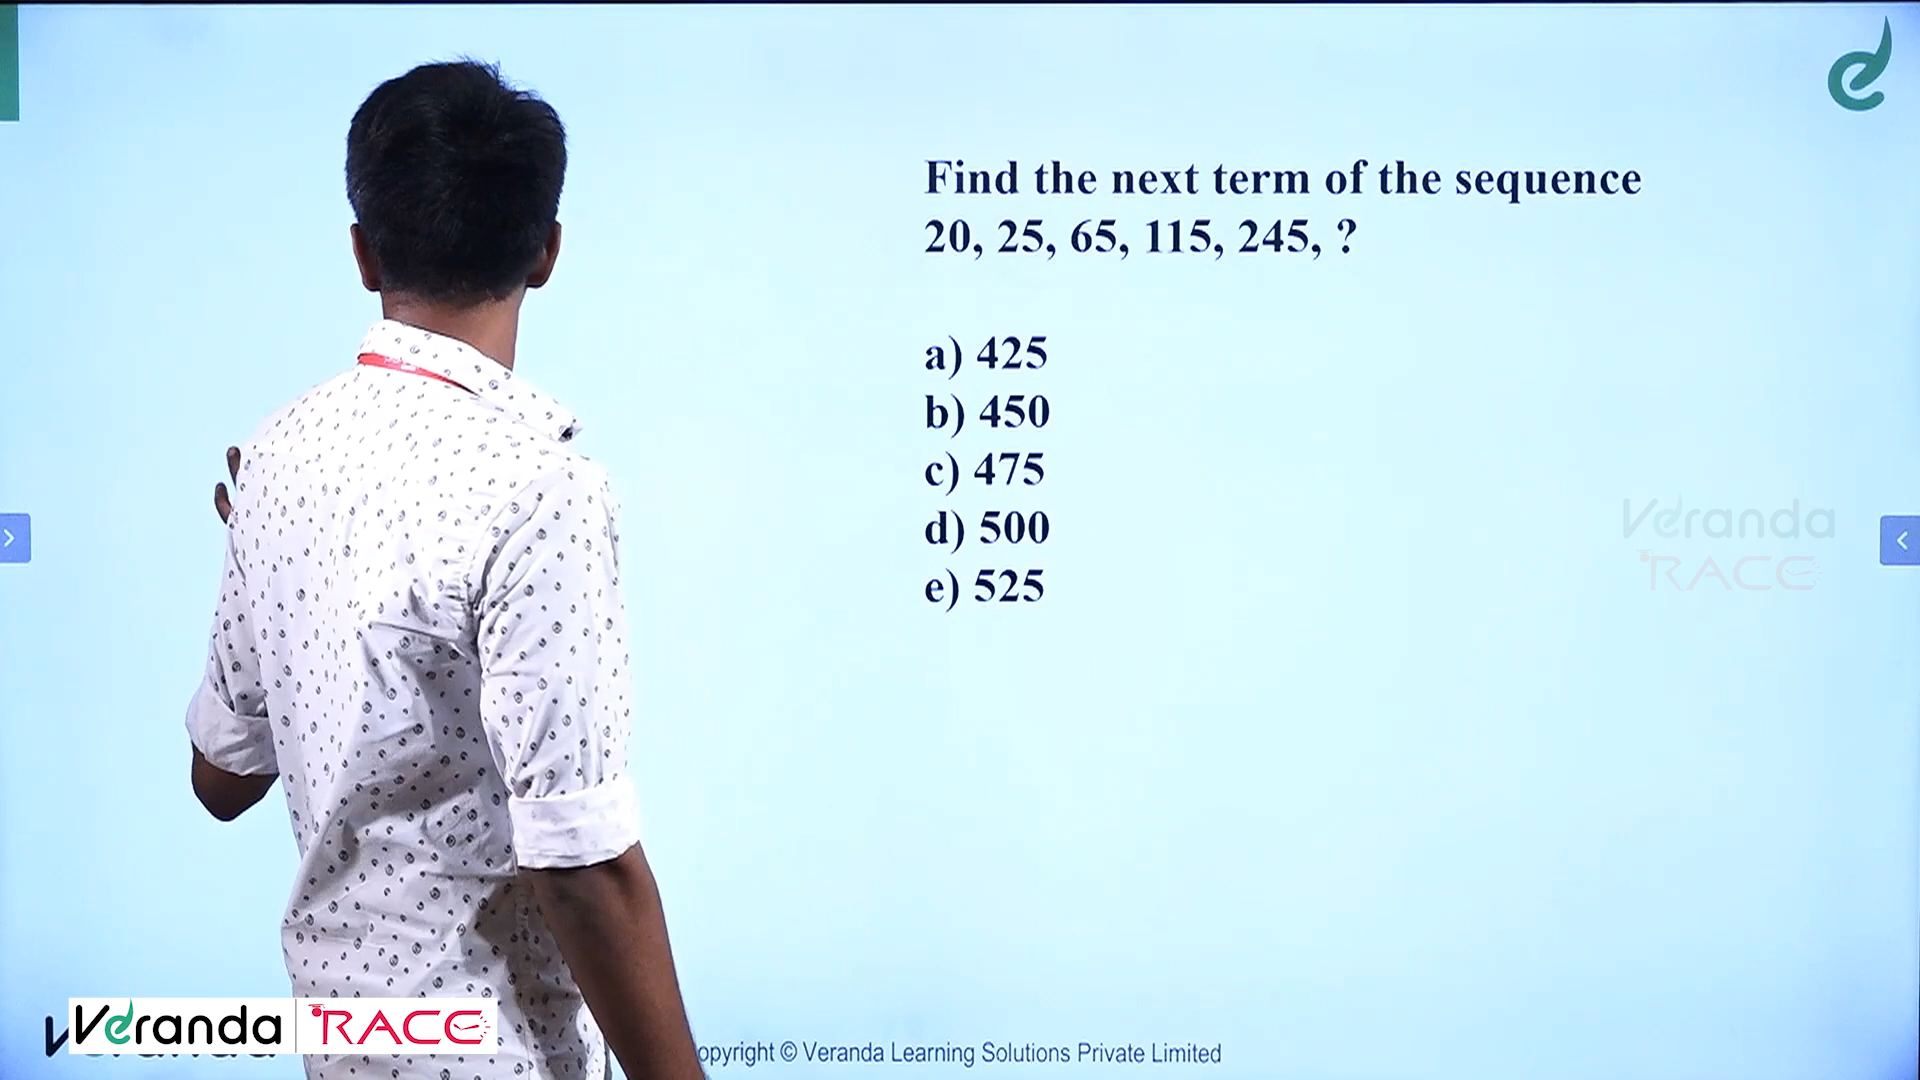 Find the next term of the sequence
20, 25, 65, 115, 245, ?
a) 425
b) 450
c) 475
d) 500
e) 525
Veranda
RACE
Veranda RACE
opyright © Veranda Learning Solutions Private Limited